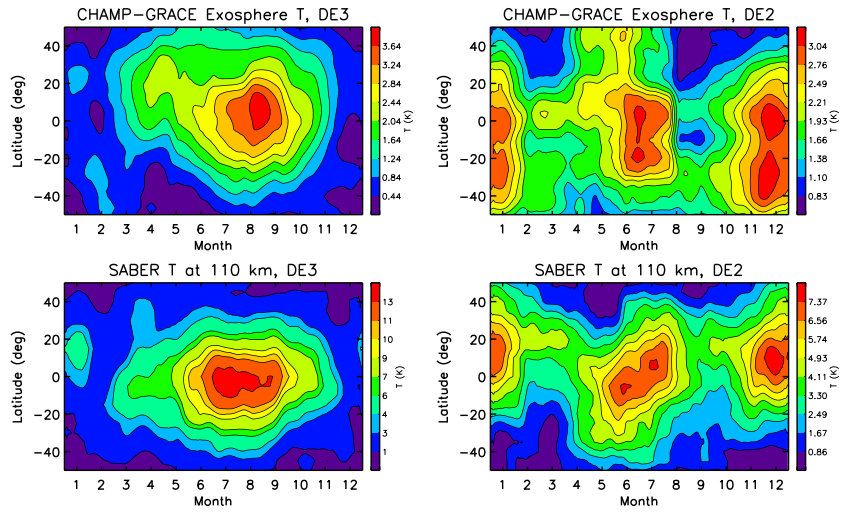 CHAMP-GRACE Exosphere T, DE3
40
20
0
-20
-40
Latitude (deg)
1 2 3 4 5 6 7 8 9 10 11 12
Month
3.64
3.24
2.84
2.44
2.04
1.64
1.24
0.84
0.44
T (K)
CHAMP-GRACE Exosphere T, DE2
40
20
0
-20
-40
Latitude (deg)
1 2 3 4 5 6 7 8 9 10 11 12
Month
3.04
2.76
2.49
2.21
1.93
1.66
1.38
1.10
0.83
T (K)
SABER T at 110 km, DE3
40
20
0
-20
-40
Latitude (deg)
1 2 3 4 5 6 7 8 9 10 11 12
Month
13
11
10
9
7
6
4
3
1
T (K)
SABER T at 110 km, DE2
40
20
0
-20
-40
Latitude (deg)
1 2 3 4 5 6 7 8 9 10 11 12
Month
7.37
6.56
5.74
4.93
4.11
3.30
2.49
1.67
0.86
T (K)